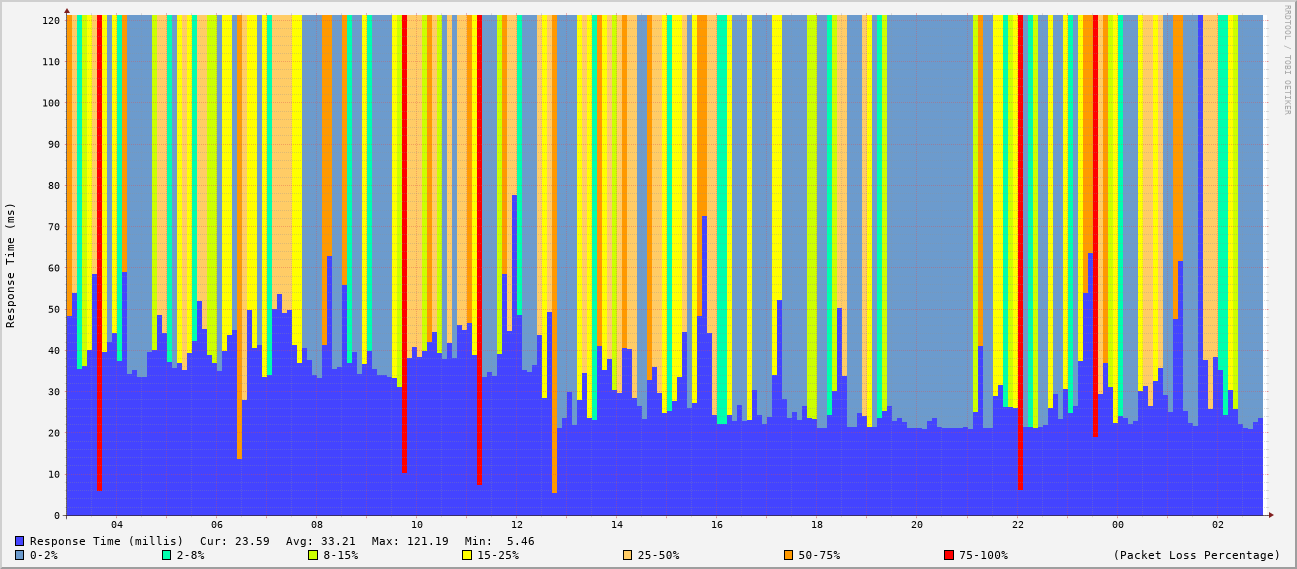 RRDTOOL / TOBI OETIKER
Response Time (ms)
120
110
100
90
80
70
60
50
40
30
20
10
0
04 06 08 10 12 14 16 18 20 22 00 02
Response Time (millis) Cur: 23.59 Avg: 33.21 Max: 121.19 Min: 5.46
0-2% 2-8% 8-15% 15-25% 25-50% 50-75% 75-100% (Packet Loss Percentage)